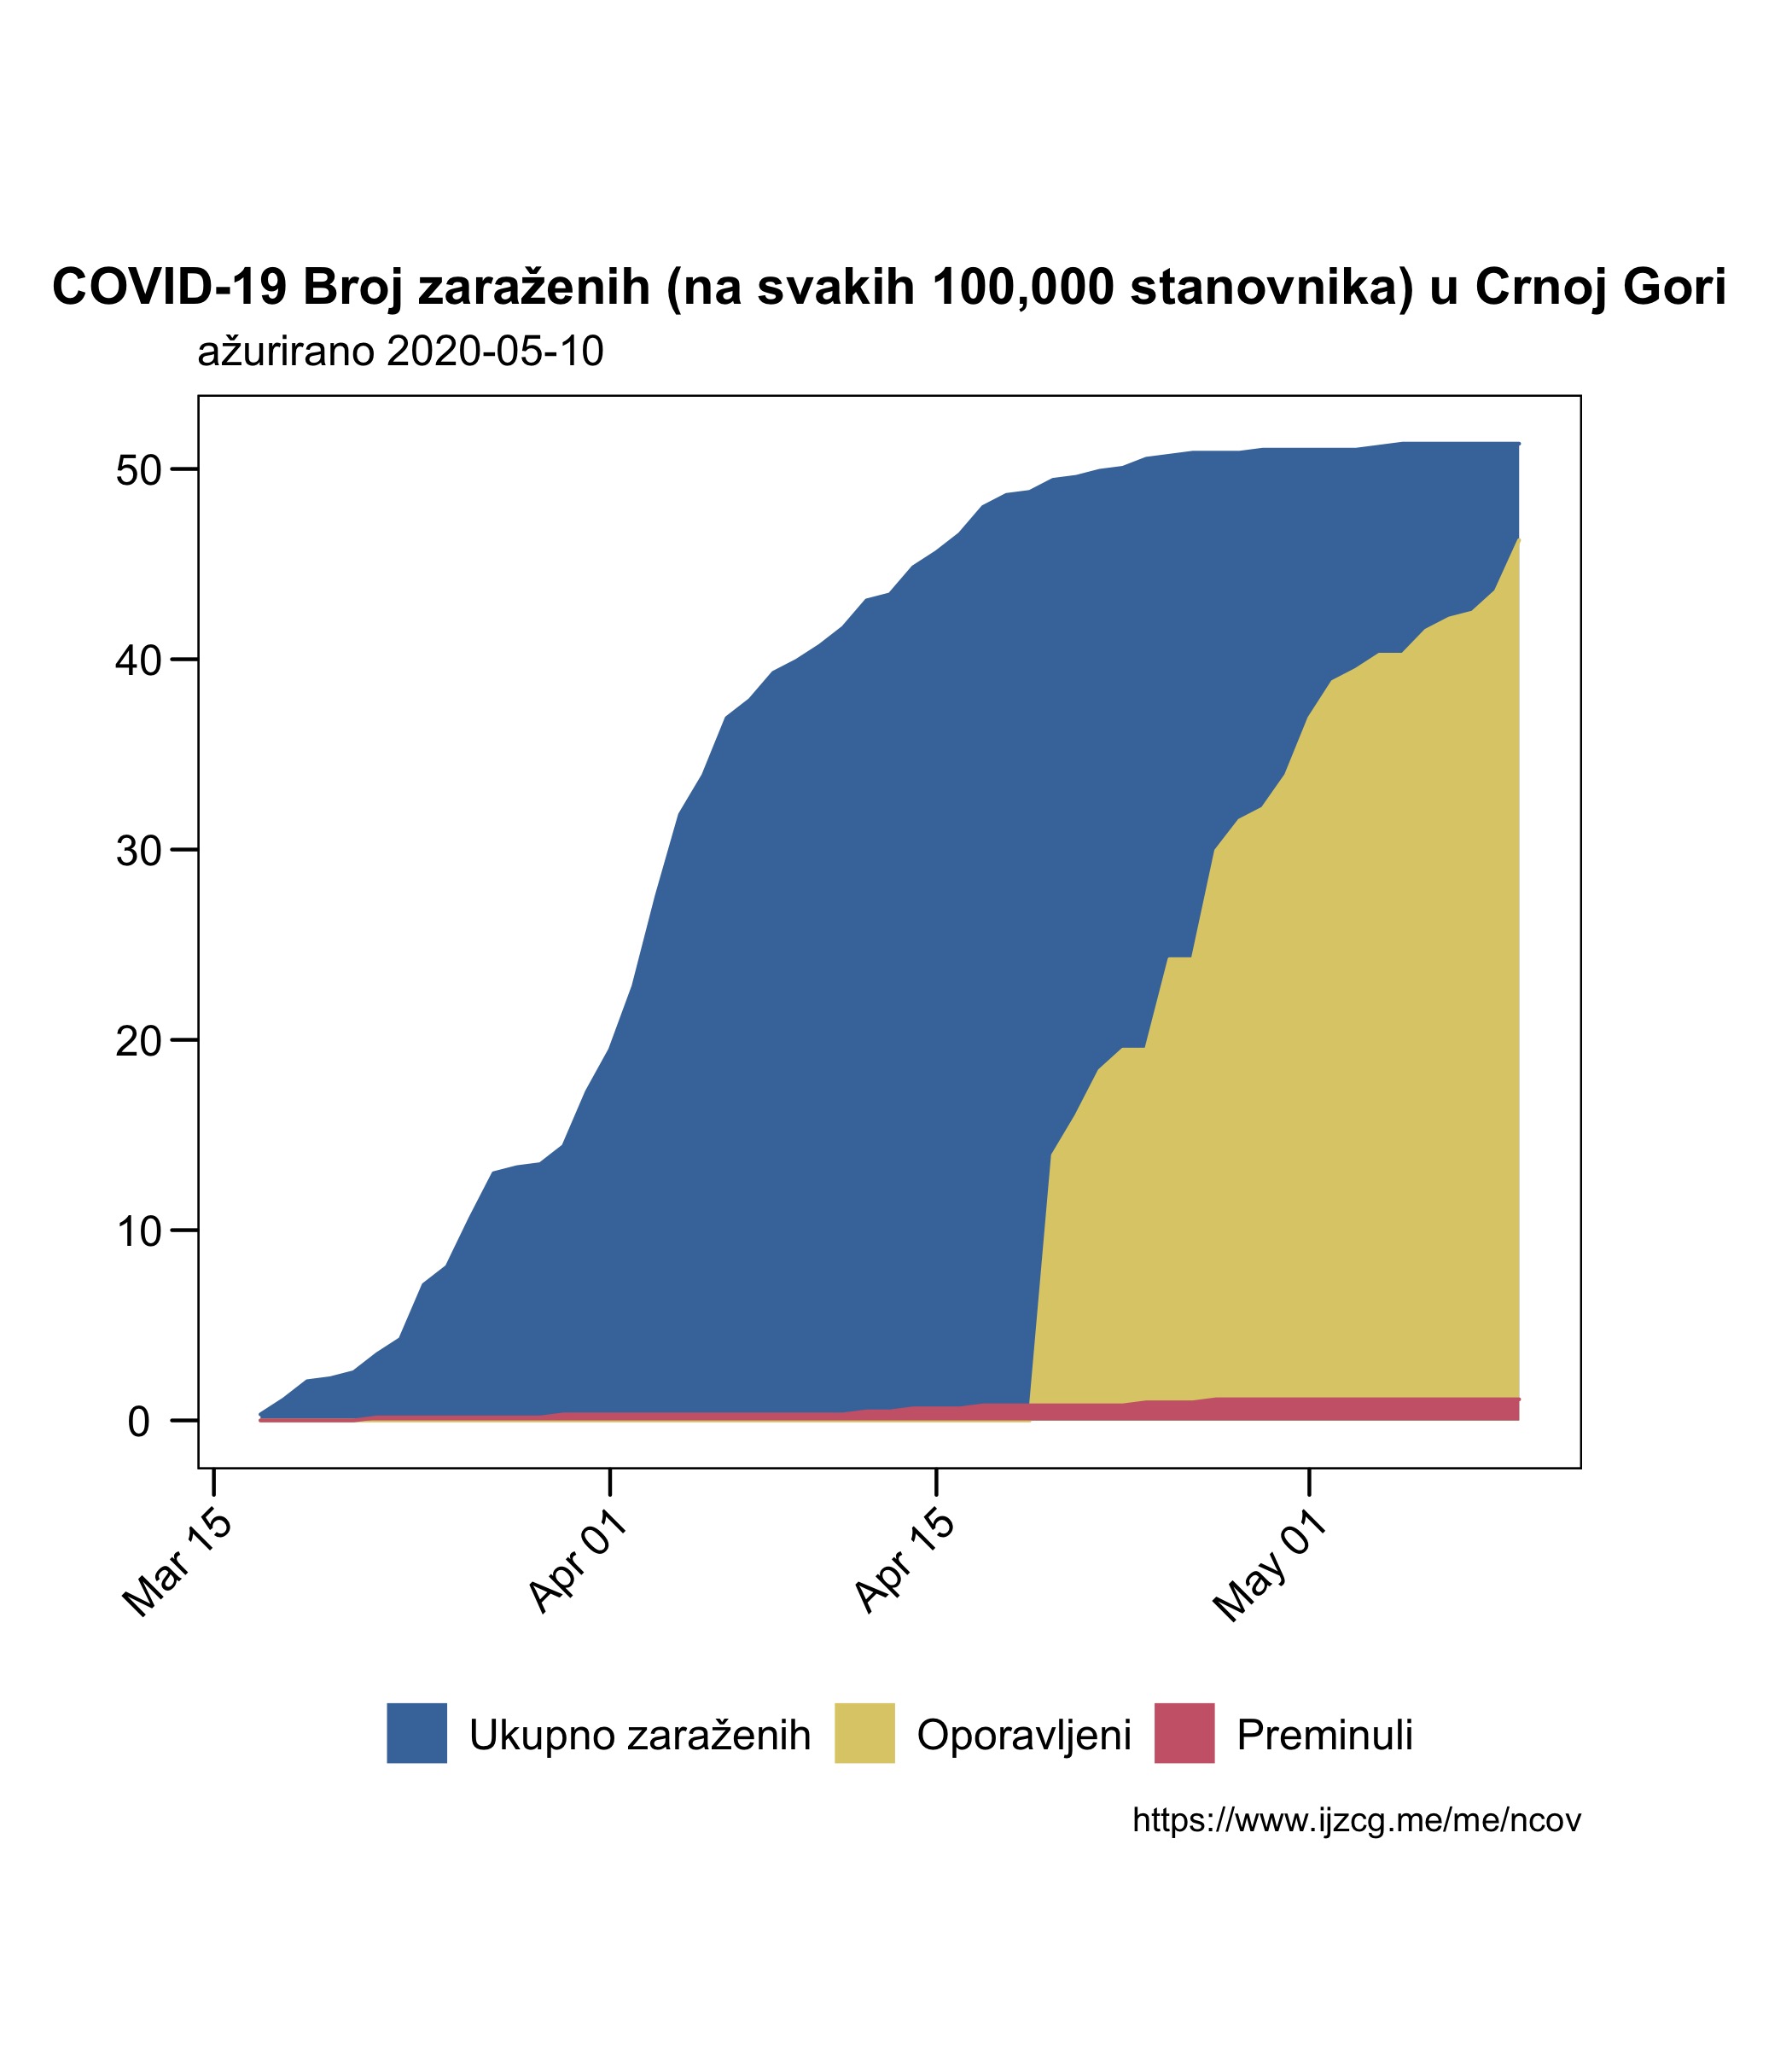 COVID-19 Broj zaraženih (na svakih 100,000 stanovnika) u Crnoj Gori
ažurirano 2020-05-10
50
40
30
20
10
0
Mar 15
Apr 01
Apr 15
May 01
Ukupno zaraženih
Oporavljeni
Preminuli
https://www.ijzcg.me/me/ncov